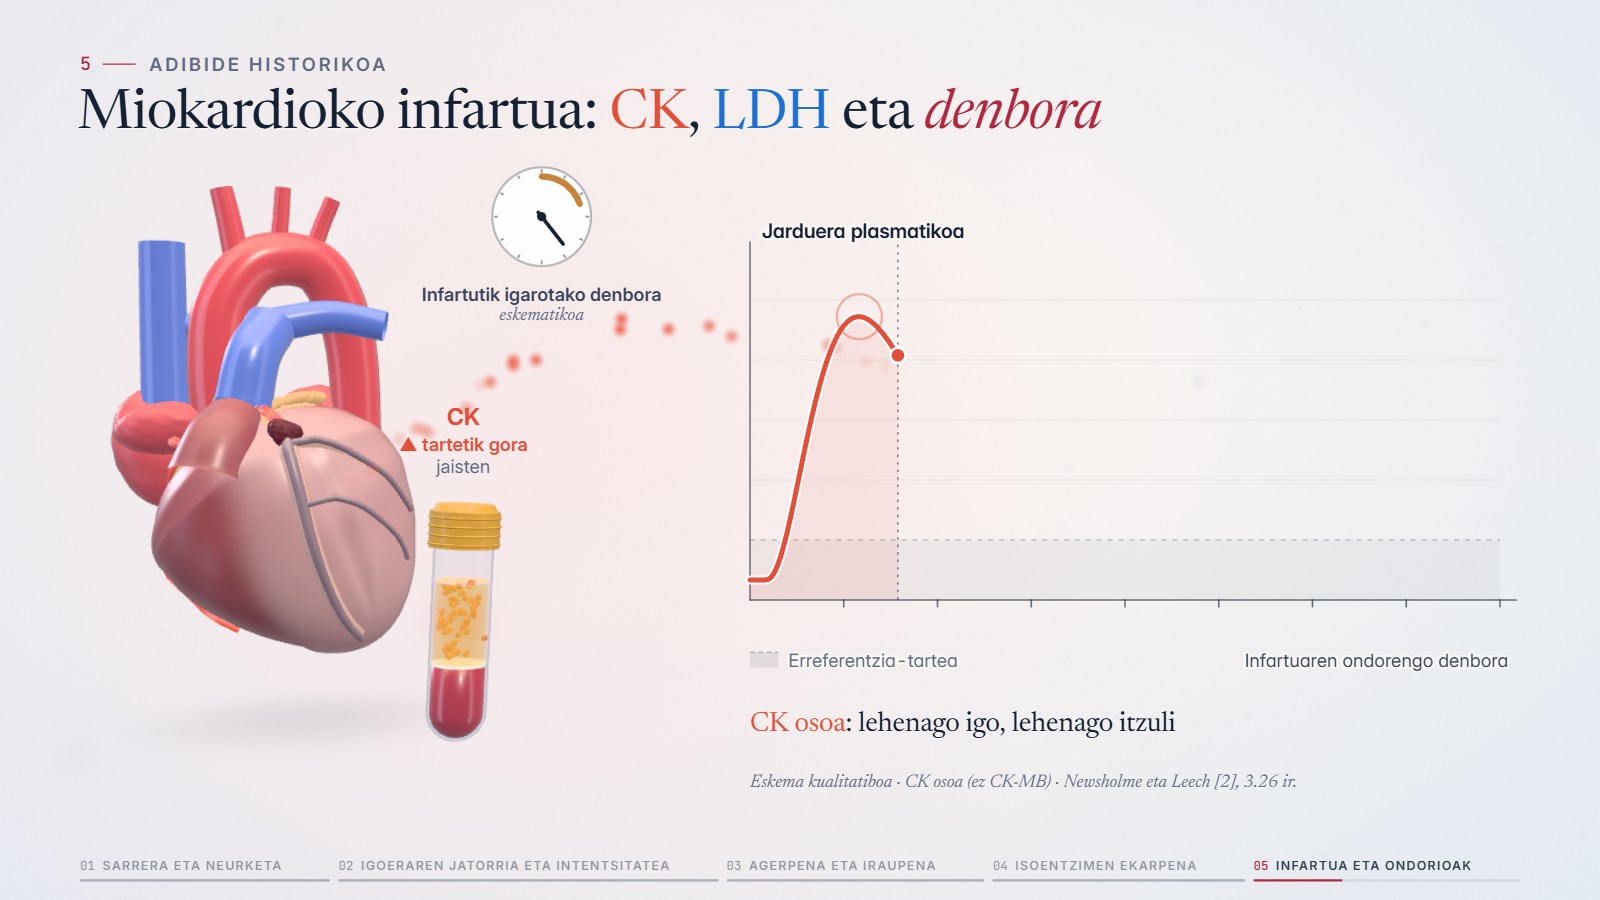 5 — ADIBIDE HISTORIKOA
Miokardioko infartua: CK, LDH eta denbora
Infartutik igarotako denbora
eskematikoa
CK
▲ tartetik gora
jaisten
Jarduera plasmatikoa
Erreferentzia-tartea
Infartuaren ondorengo denbora
CK osoa: lehenago igo, lehenago itzuli
Eskema kualitatiboa · CK osoa (ez CK-MB) · Newsholme eta Leech [2], 3.26 ir.
01 SARRERA ETA NEURKETA
02 IGOERAREN JATORRIA ETA INTENTSITATEA
03 AGERPENA ETA IRAUPENA
04 ISOENTZIMEN EKARPENA
05 INFARTUA ETA ONDORIOAK